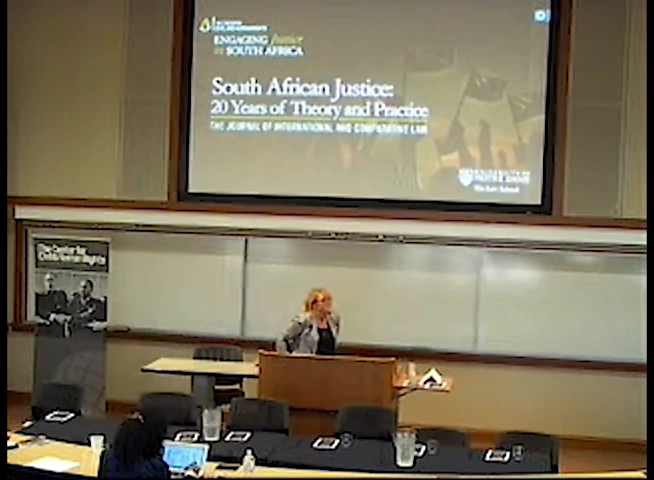 ENGAGING Justice
in SOUTH AFRICA
South African Justice:
20 Years of Theory and Practice
THE JOURNAL OF INTERNATIONAL AND COMPARATIVE LAW
The Law School
The Center for
Civil & Human Rights